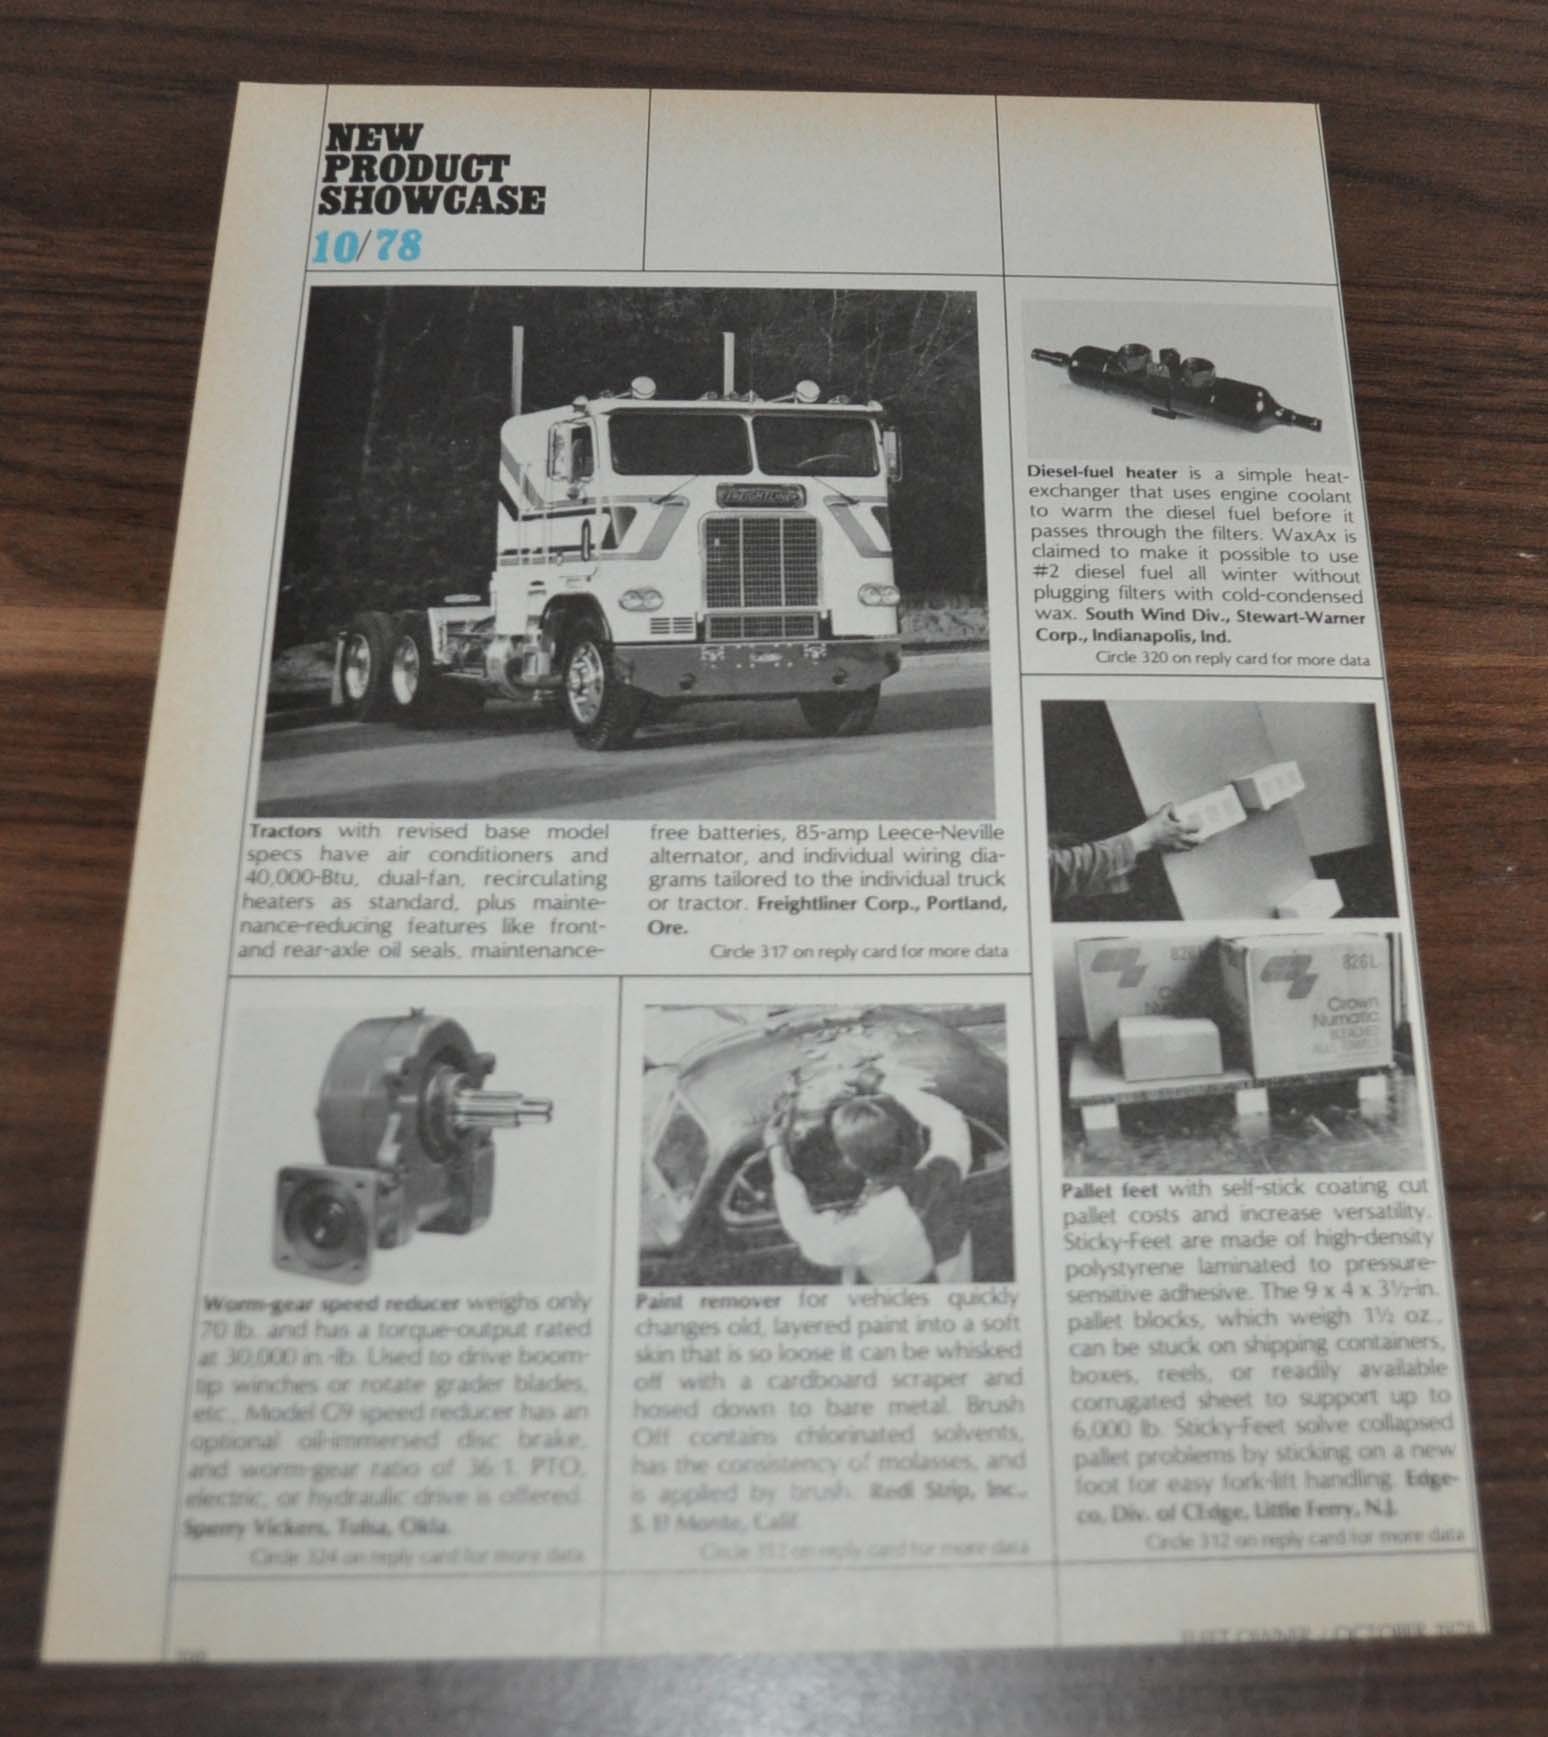 NEW
PRODUCT
SHOWCASE
10/78
FREIGHTLINER
Tractors with revised base model
specs have air conditioners and
40,000-Btu, dual-fan, recirculating
heaters as standard, plus mainte-
nance-reducing features like front-
and rear-axle oil seals, maintenance-
free batteries, 85-amp Leece-Neville
alternator, and individual wiring dia-
grams tailored to the individual truck
or tractor. Freightliner Corp., Portland,
Ore.
Circle 317 on reply card for more data
Diesel-fuel heater is a simple heat-
exchanger that uses engine coolant
to warm the diesel fuel before it
passes through the filters. WaxAx is
claimed to make it possible to use
#2 diesel fuel all winter without
plugging filters with cold-condensed
wax. South Wind Div., Stewart-Warner
Corp., Indianapolis, Ind.
Circle 320 on reply card for more data
826L
Crown
Numatic
Worm-gear speed reducer weighs only
70 lb. and has a torque-output rated
at 30,000 in.-lb. Used to drive boom-
tip winches or rotate grader blades,
etc., Model G9 speed reducer has an
optional oil-immersed disc brake,
and worm-gear ratio of 36:1. PTO,
electric, or hydraulic drive is offered.
Sperry Vickers, Tulsa, Okla.
Circle 324 on reply card for more data
Paint remover for vehicles quickly
changes old, layered paint into a soft
skin that is so loose it can be whisked
off with a cardboard scraper and
hosed down to bare metal. Brush
Off contains chlorinated solvents,
has the consistency of molasses, and
is applied by brush. Redi Strip, Inc.,
S. El Monte, Calif.
Circle on reply card for more data
Pallet feet with self-stick coating cut
pallet costs and increase versatility.
Sticky-Feet are made of high-density
polystyrene laminated to pressure-
sensitive adhesive. The 9 x 4 x 3½-in.
pallet blocks, which weigh 1½ oz.,
can be stuck on shipping containers,
boxes, reels, or readily available
corrugated sheet to support up to
6,000 lb. Sticky-Feet solve collapsed
pallet problems by sticking on a new
foot for easy fork-lift handling. Edge-
co, Div. of CEdge, Little Ferry, N.J.
Circle 312 on reply card for more data
FLEET OWNER / OCTOBER 1978